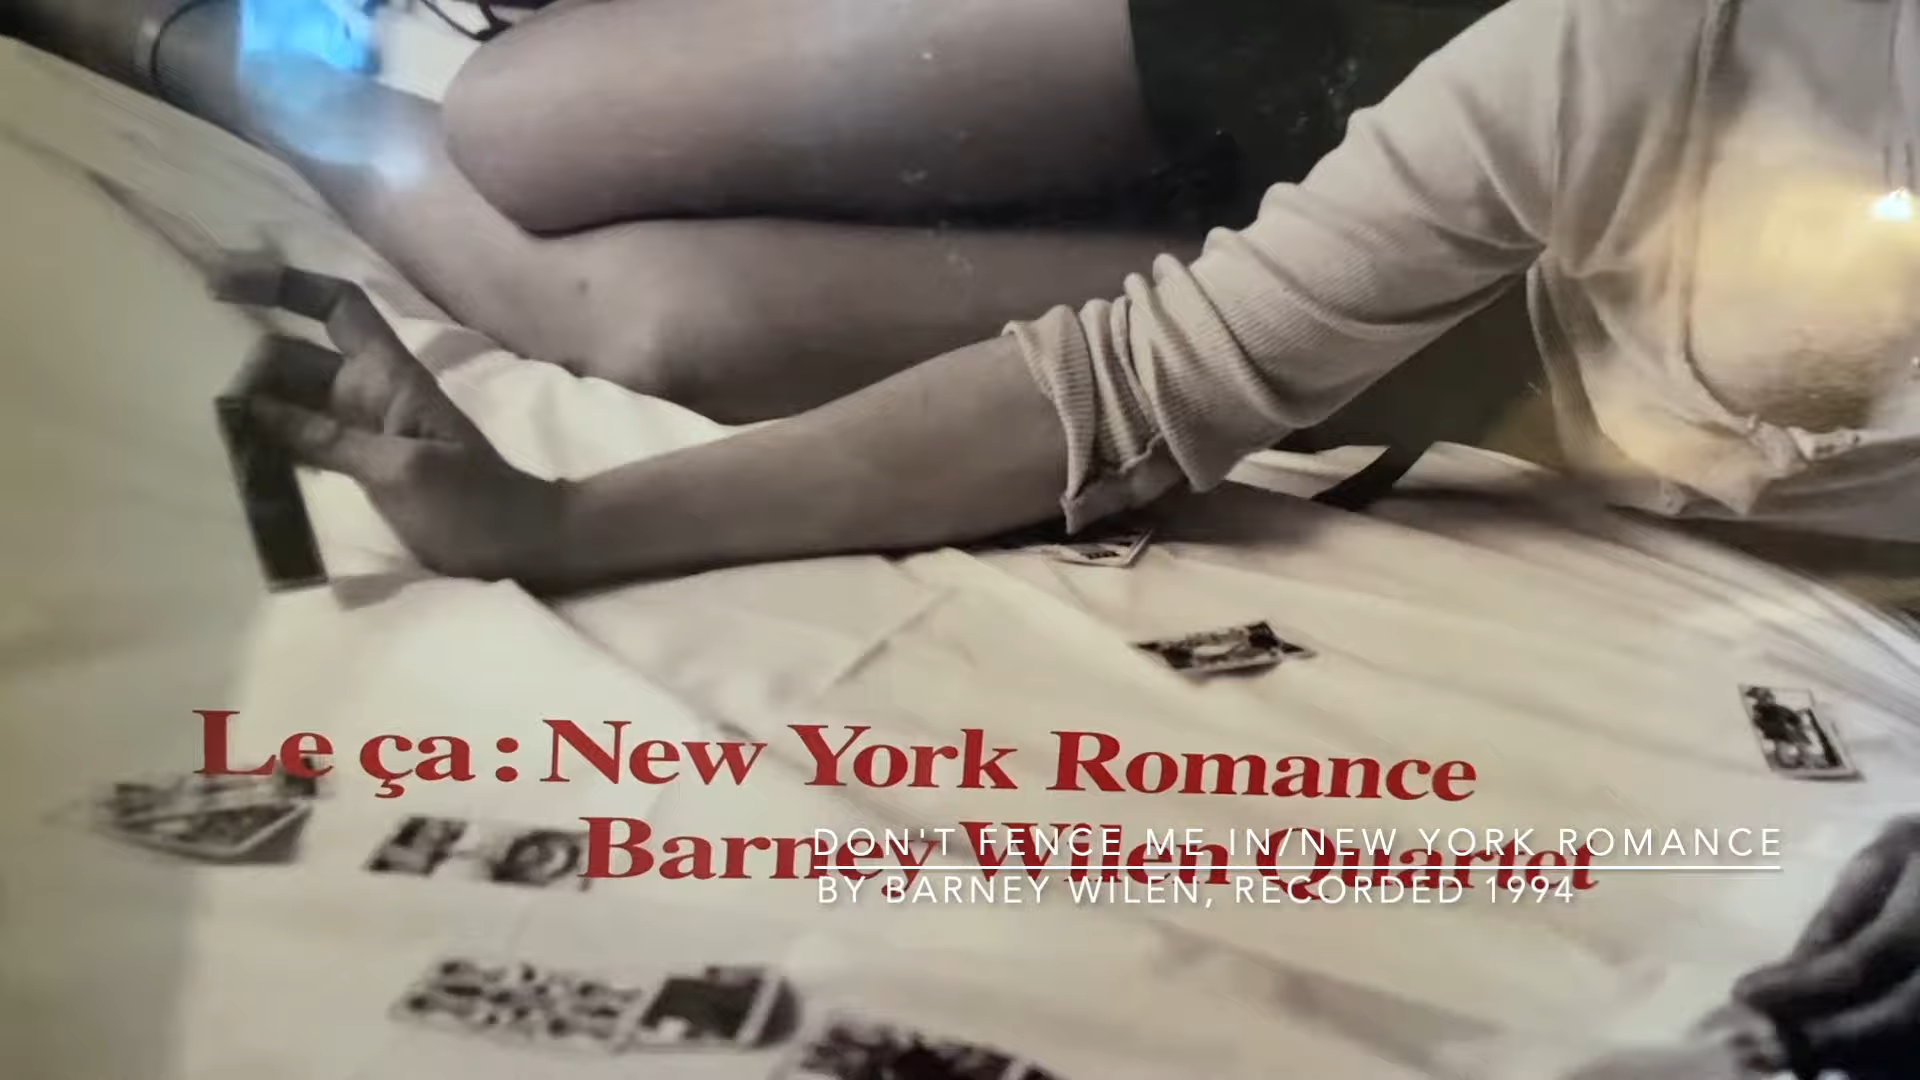 Le ça : New York Romance
Barney Wilen Quartet
DON'T FENCE ME IN/NEW YORK ROMANCE
BY BARNEY WILEN, RECORDED 1994